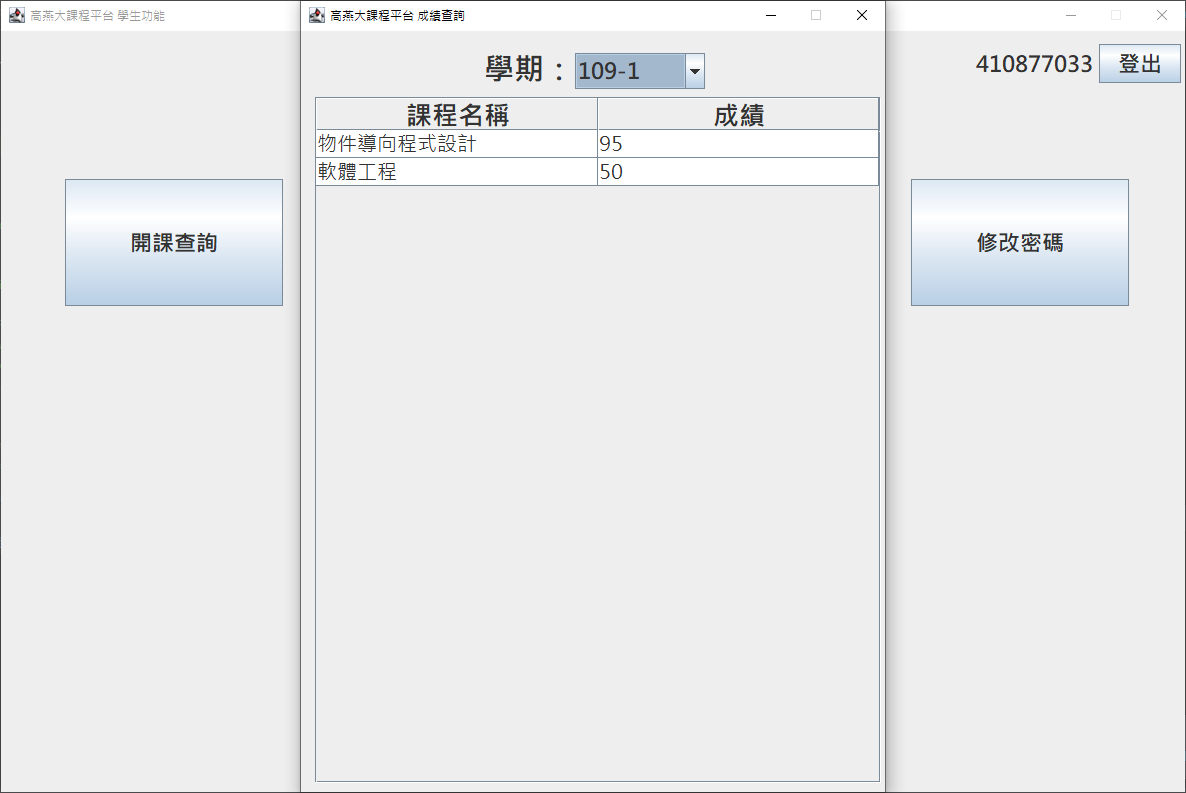 高燕大課程平台 學生功能
高燕大課程平台 成績查詢
410877033 登出
學期：109-1
課程名稱 成績
物件導向程式設計 95
軟體工程 50
開課查詢
修改密碼